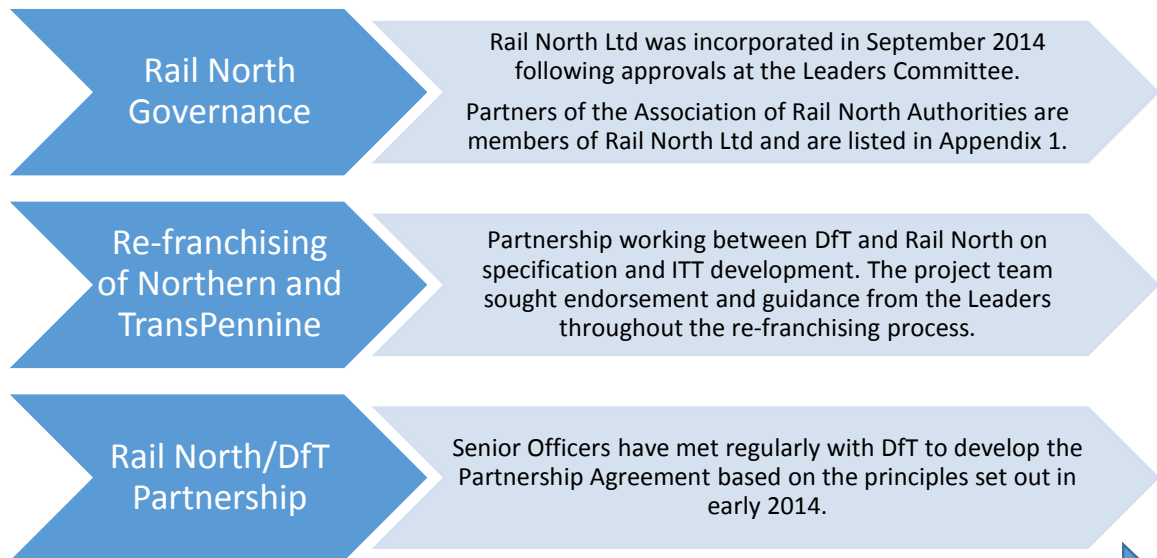 Rail North
Governance
Rail North Ltd was incorporated in September 2014
following approvals at the Leaders Committee.
Partners of the Association of Rail North Authorities are
members of Rail North Ltd and are listed in Appendix 1.
Re-franchising
of Northern and
TransPennine
Partnership working between DfT and Rail North on
specification and ITT development. The project team
sought endorsement and guidance from the Leaders
throughout the re-franchising process.
Rail North/DfT
Partnership
Senior Officers have met regularly with DfT to develop the
Partnership Agreement based on the principles set out in
early 2014.